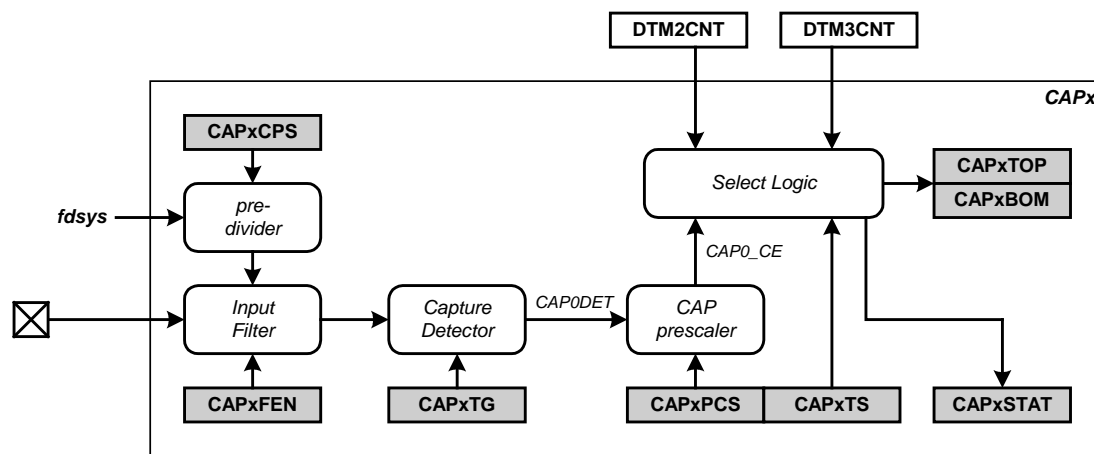 DTM2CNT
DTM3CNT
CAPx
CAPxCPS
CAPxTOP
Select Logic
CAPxBOM
pre-
divider
fdsys
CAP0_CE
Input
Filter
Capture
Detector
CAP0DET
CAP
prescaler
CAPxFEN
CAPxTG
CAPxPCS
CAPxTS
CAPxSTAT